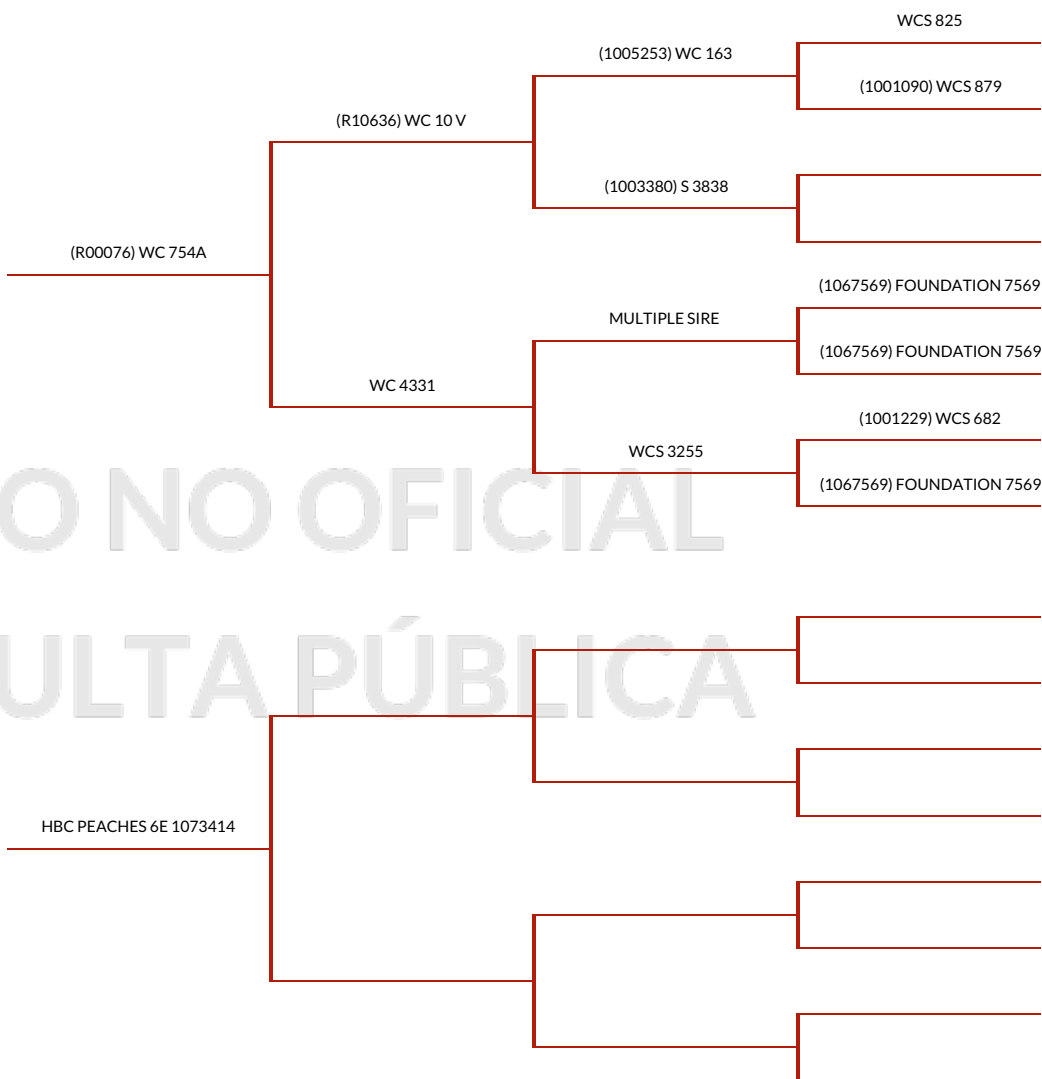 WCS 825
(1005253) WC 163
(1001090) WCS 879
(R10636) WC 10 V
(1003380) S 3838
(R00076) WC 754A
(1067569) FOUNDATION 7569
MULTIPLE SIRE
(1067569) FOUNDATION 7569
WC 4331
(1001229) WCS 682
WCS 3255
(1067569) FOUNDATION 7569
O NO OFICIAL
ULTA PÚBLICA
HBC PEACHES 6E 1073414